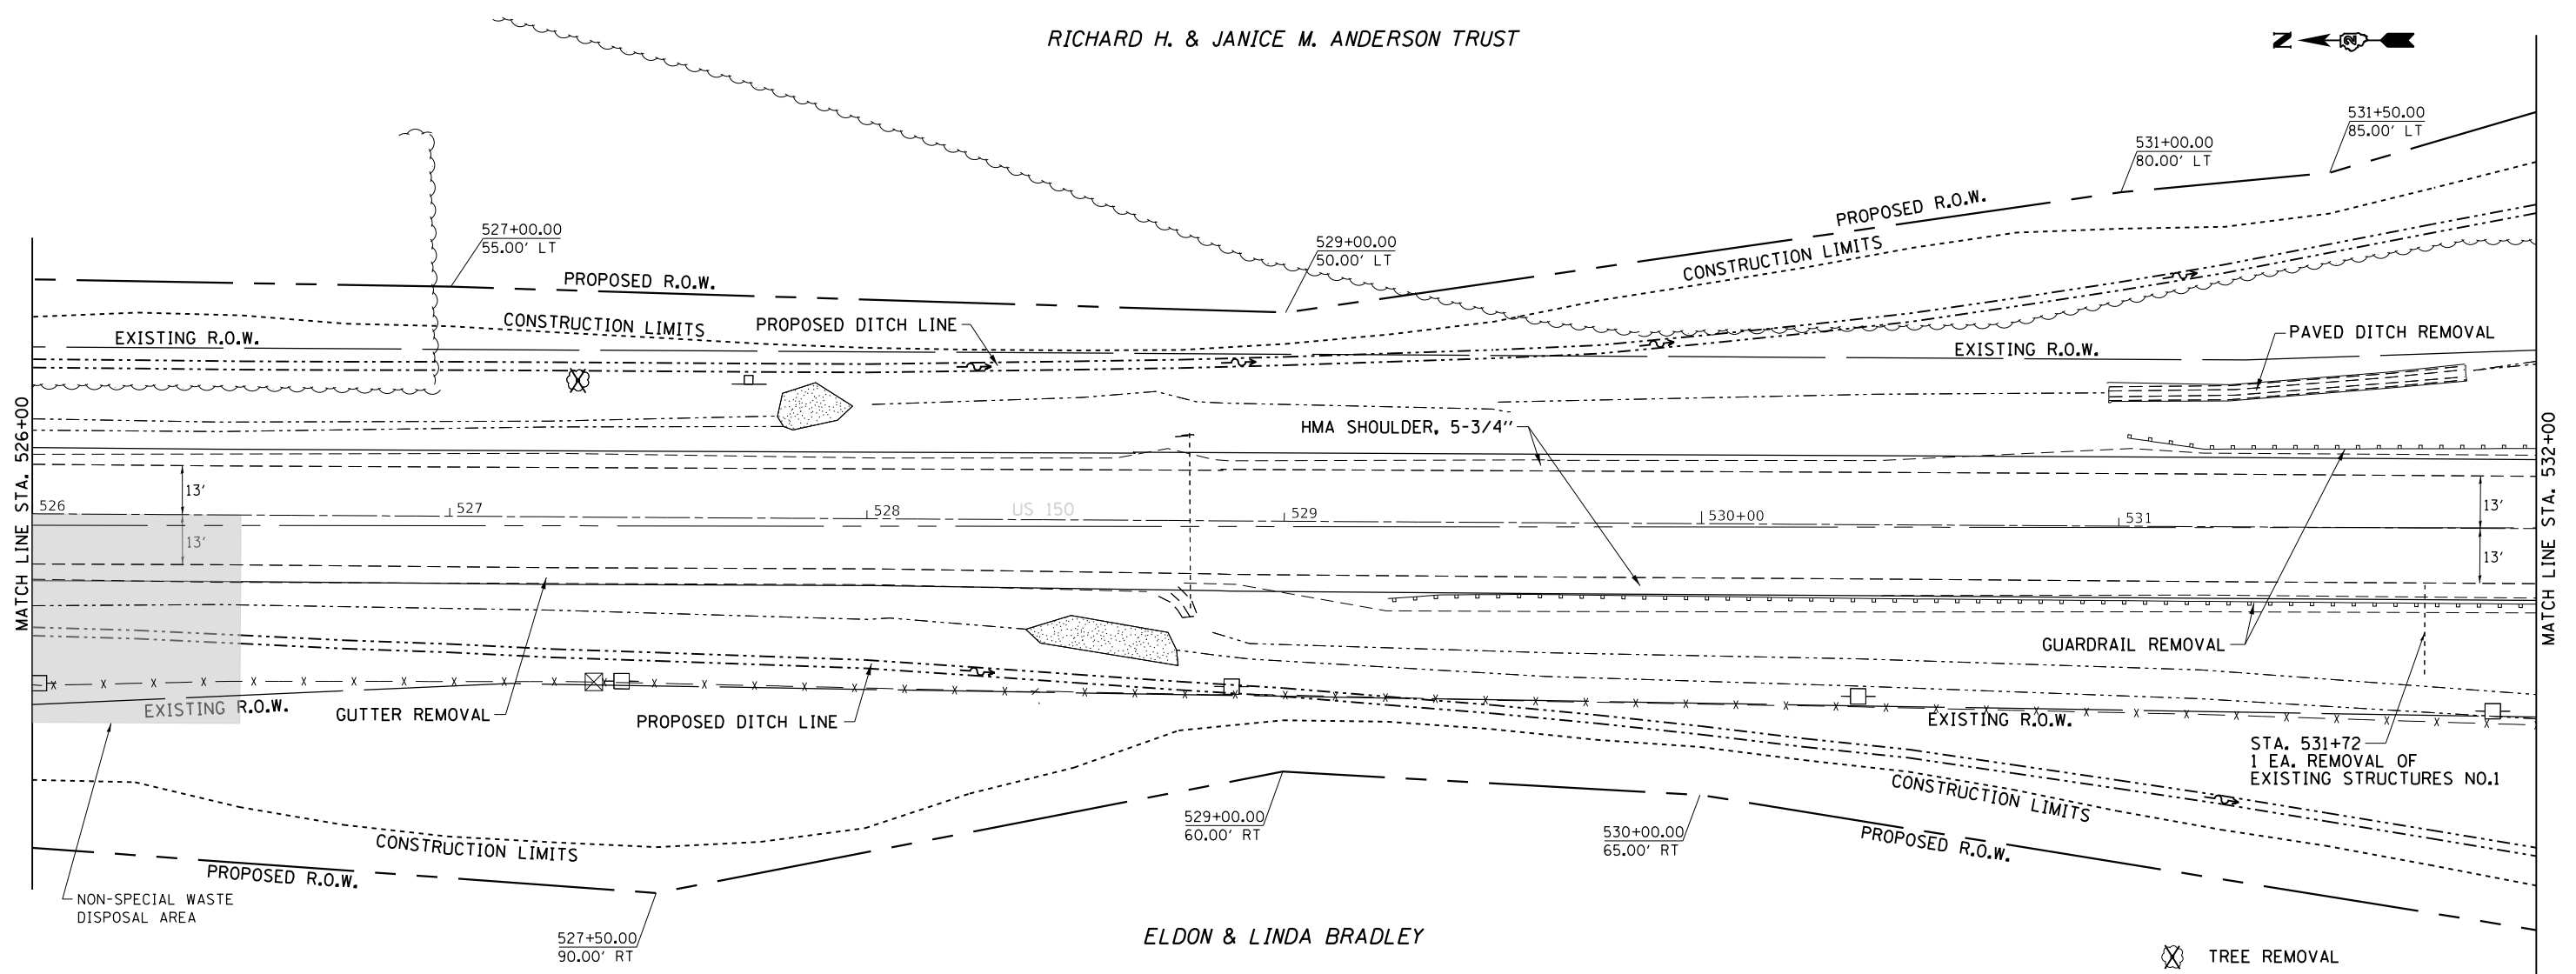 RICHARD H. & JANICE M. ANDERSON TRUST
N
2
531+50.00
85.00' LT
531+00.00
80.00' LT
527+00.00
55.00' LT
529+00.00
50.00' LT
PROPOSED R.O.W.
PROPOSED R.O.W.
CONSTRUCTION LIMITS
CONSTRUCTION LIMITS
PROPOSED DITCH LINE
EXISTING R.O.W.
EXISTING R.O.W.
PAVED DITCH REMOVAL
HMA SHOULDER, 5-3/4"
MATCH LINE STA. 526+00
MATCH LINE STA. 532+00
13'
13'
13'
13'
526
527
528
US 150
529
530+00
531
GUARDRAIL REMOVAL
EXISTING R.O.W.
GUTTER REMOVAL
PROPOSED DITCH LINE
EXISTING R.O.W.
STA. 531+72
1 EA. REMOVAL OF
EXISTING STRUCTURES NO.1
CONSTRUCTION LIMITS
CONSTRUCTION LIMITS
529+00.00
60.00' RT
530+00.00
65.00' RT
PROPOSED R.O.W.
PROPOSED R.O.W.
NON-SPECIAL WASTE
DISPOSAL AREA
527+50.00
90.00' RT
ELDON & LINDA BRADLEY
TREE REMOVAL